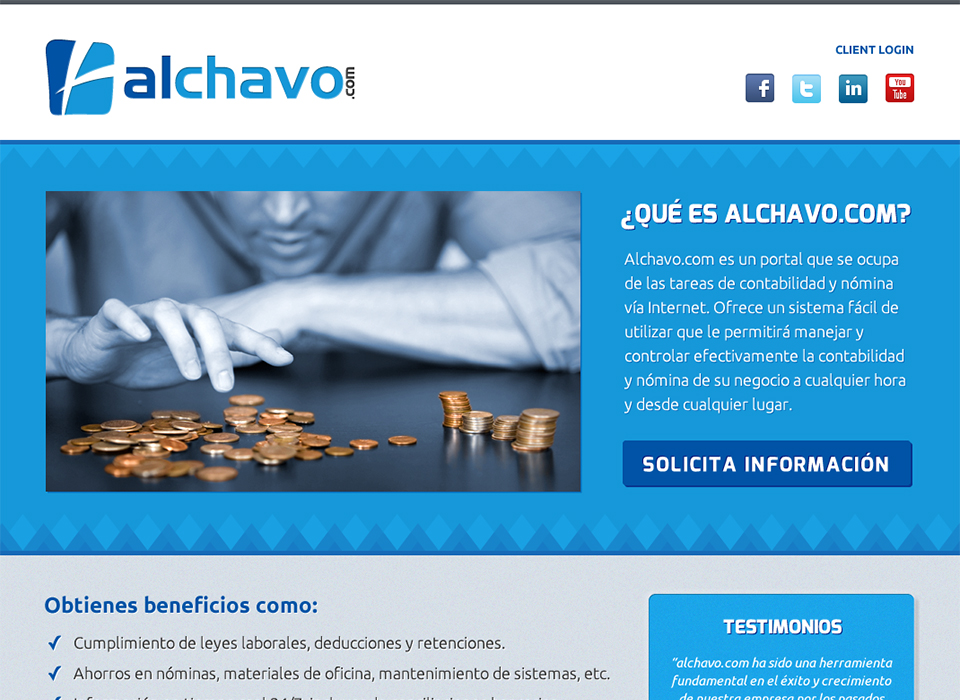 CLIENT LOGIN
alchavo.com
f
t
in
You
Tube
¿QUÉ ES ALCHAVO.COM?
Alchavo.com es un portal que se ocupa
de las tareas de contabilidad y nómina
vía Internet. Ofrece un sistema fácil de
utilizar que le permitirá manejar y
controlar efectivamente la contabilidad
y nómina de su negocio a cualquier hora
y desde cualquier lugar.
SOLICITA INFORMACIÓN
Obtienes beneficios como:
Cumplimiento de leyes laborales, deducciones y retenciones.
Ahorros en nóminas, materiales de oficina, mantenimiento de sistemas, etc.
TESTIMONIOS
"alchavo.com ha sido una herramienta
fundamental en el éxito y crecimiento
de nuestra empresa por los pasados